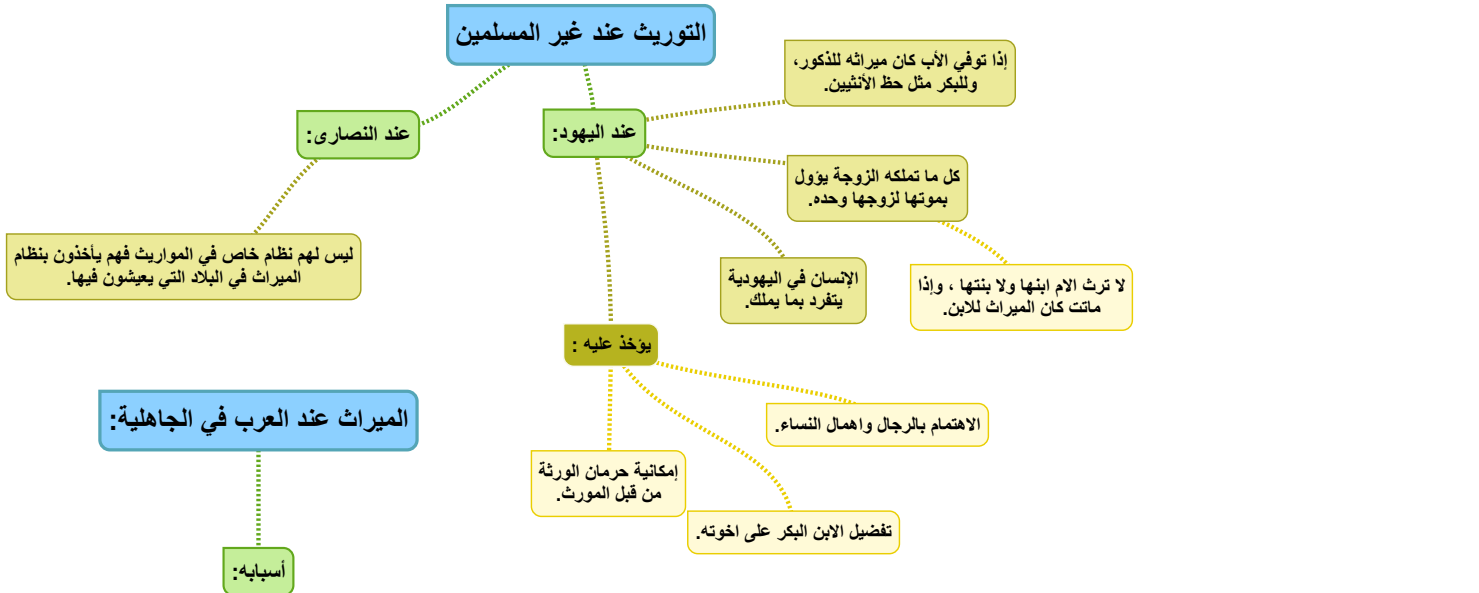 التوريث عند غير المسلمين
إذا توفي الأب كان ميراثه للذكور،
وللبكر مثل حظ الأنثيين.
عند اليهود:
عند النصارى:
كل ما تملكه الزوجة يؤول
بموتها لزوجها وحده.
ليس لهم نظام خاص في المواريث فهم يأخذون بنظام
الميراث في البلاد التي يعيشون فيها.
الإنسان في اليهودية
يتفرد بما يملك.
لا ترث الام ابنها ولا بنتها ، وإذا
ماتت كان الميراث للابن.
يؤخذ عليه :
الاهتمام بالرجال واهمال النساء.
إمكانية حرمان الورثة
من قبل المورث.
تفضيل الابن البكر على اخوته.
الميراث عند العرب في الجاهلية:
أسبابه: